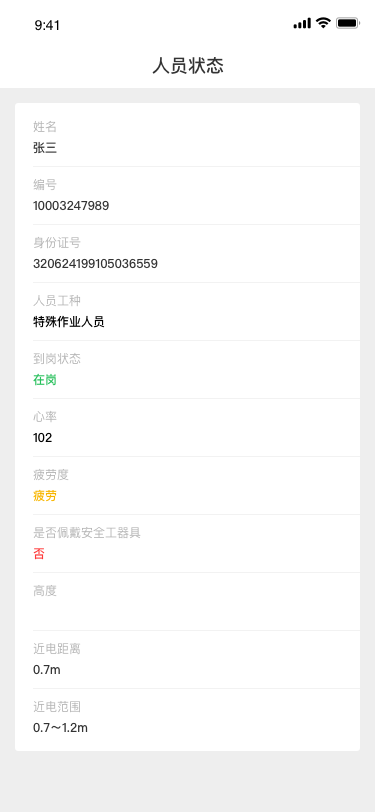 9:41
人员状态
姓名
张三
编号
10003247989
身份证号
320624199105036559
人员工种
特殊作业人员
到岗状态
在岗
心率
102
疲劳度
疲劳
是否佩戴安全工器具
否
高度
近电距离
0.7m
近电范围
0.7～1.2m